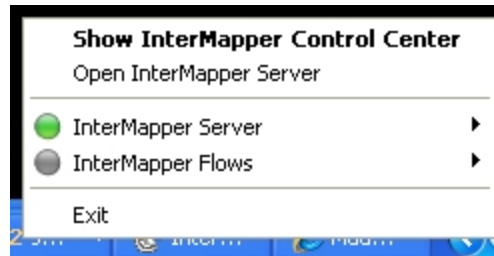 Show InterMapper Control Center
Open InterMapper Server
InterMapper Server
InterMapper Flows
Exit